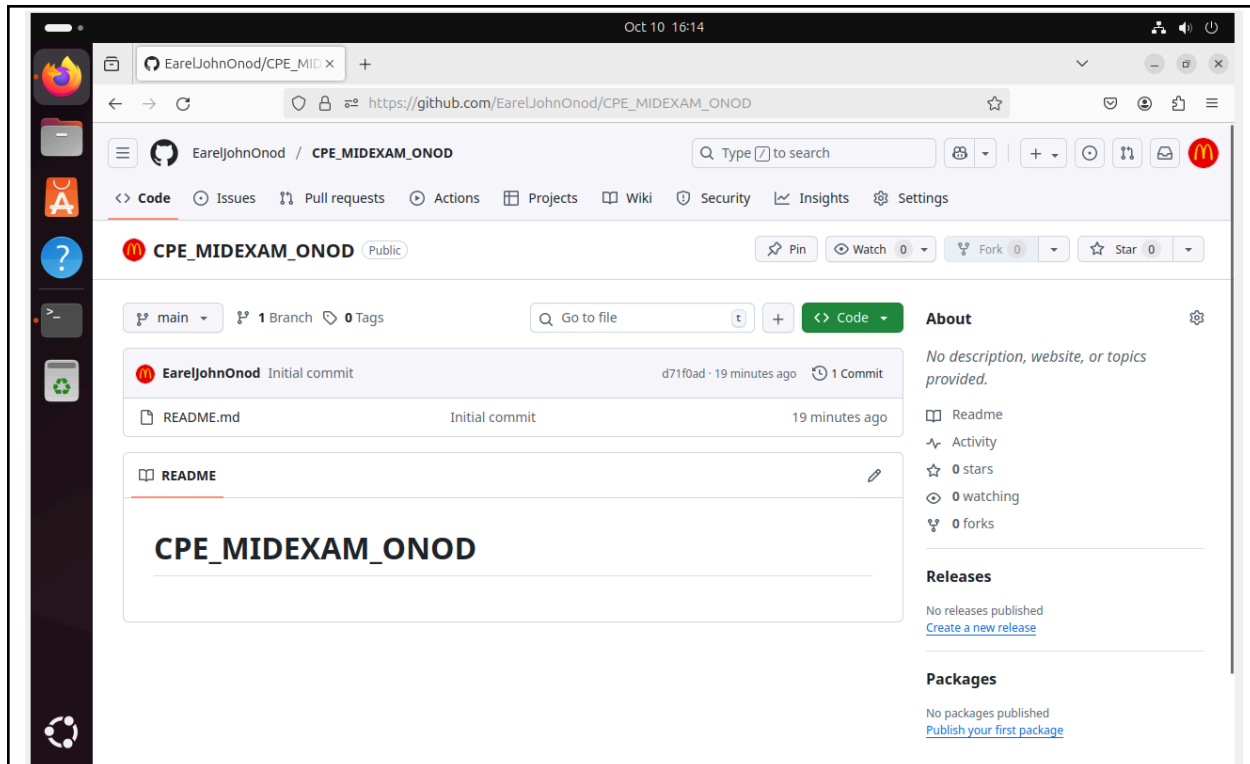 Oct 10 16:14
EarelJohnOnod/CPE_MID
https://github.com/EarelJohnOnod/CPE_MIDEXAM_ONOD
EareljohnOnod / CPE_MIDEXAM_ONOD
Type / to search
Code Issues Pull requests Actions Projects Wiki Security Insights Settings
CPE_MIDEXAM_ONOD Public
Pin Watch 0 Fork 0 Star 0
main 1 Branch 0 Tags
Go to file t
Code
EareljohnOnod Initial commit d71f0ad · 19 minutes ago 1 Commit
README.md Initial commit 19 minutes ago
README
CPE_MIDEXAM_ONOD
About
No description, website, or topics
provided.
Readme
Activity
0 stars
0 watching
0 forks
Releases
No releases published
Create a new release
Packages
No packages published
Publish your first package